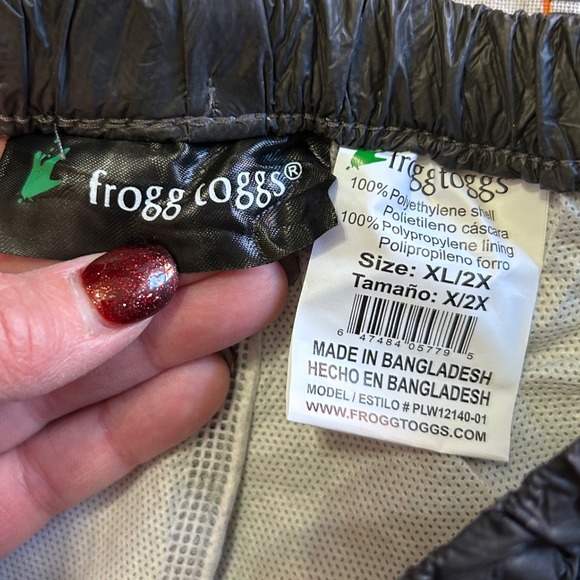 frogg toggs®
frogg toggs
100% Polyethylene shell
Polietileno cáscara
100% Polypropylene lining
Polipropileno forro
Size: XL/2X
Tamaño: X/2X
6 47484 05779 5
MADE IN BANGLADESH
HECHO EN BANGLADESH
MODEL / ESTILO # PLW12140-01
WWW.FROGGTOGGS.COM